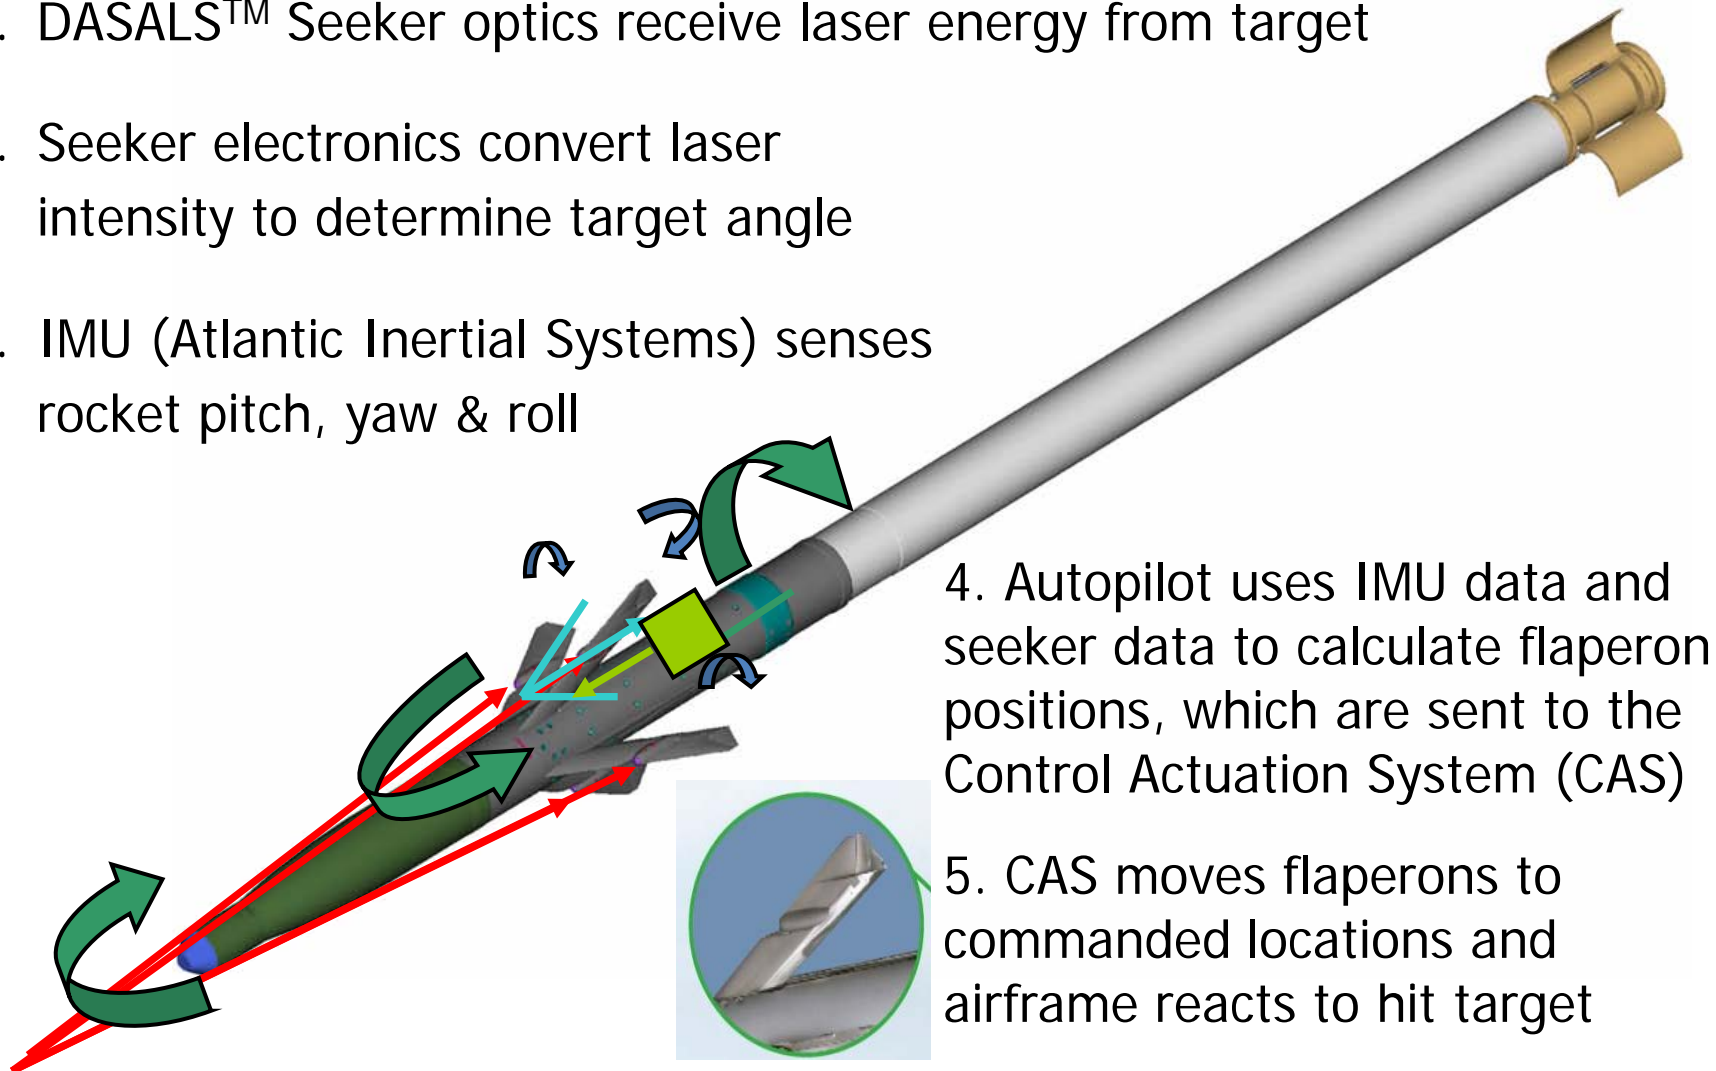 . DASALS™ Seeker optics receive laser energy from target
. Seeker electronics convert laser
intensity to determine target angle
. IMU (Atlantic Inertial Systems) senses
rocket pitch, yaw & roll
4. Autopilot uses IMU data and
seeker data to calculate flaperon
positions, which are sent to the
Control Actuation System (CAS)
5. CAS moves flaperons to
commanded locations and
airframe reacts to hit target